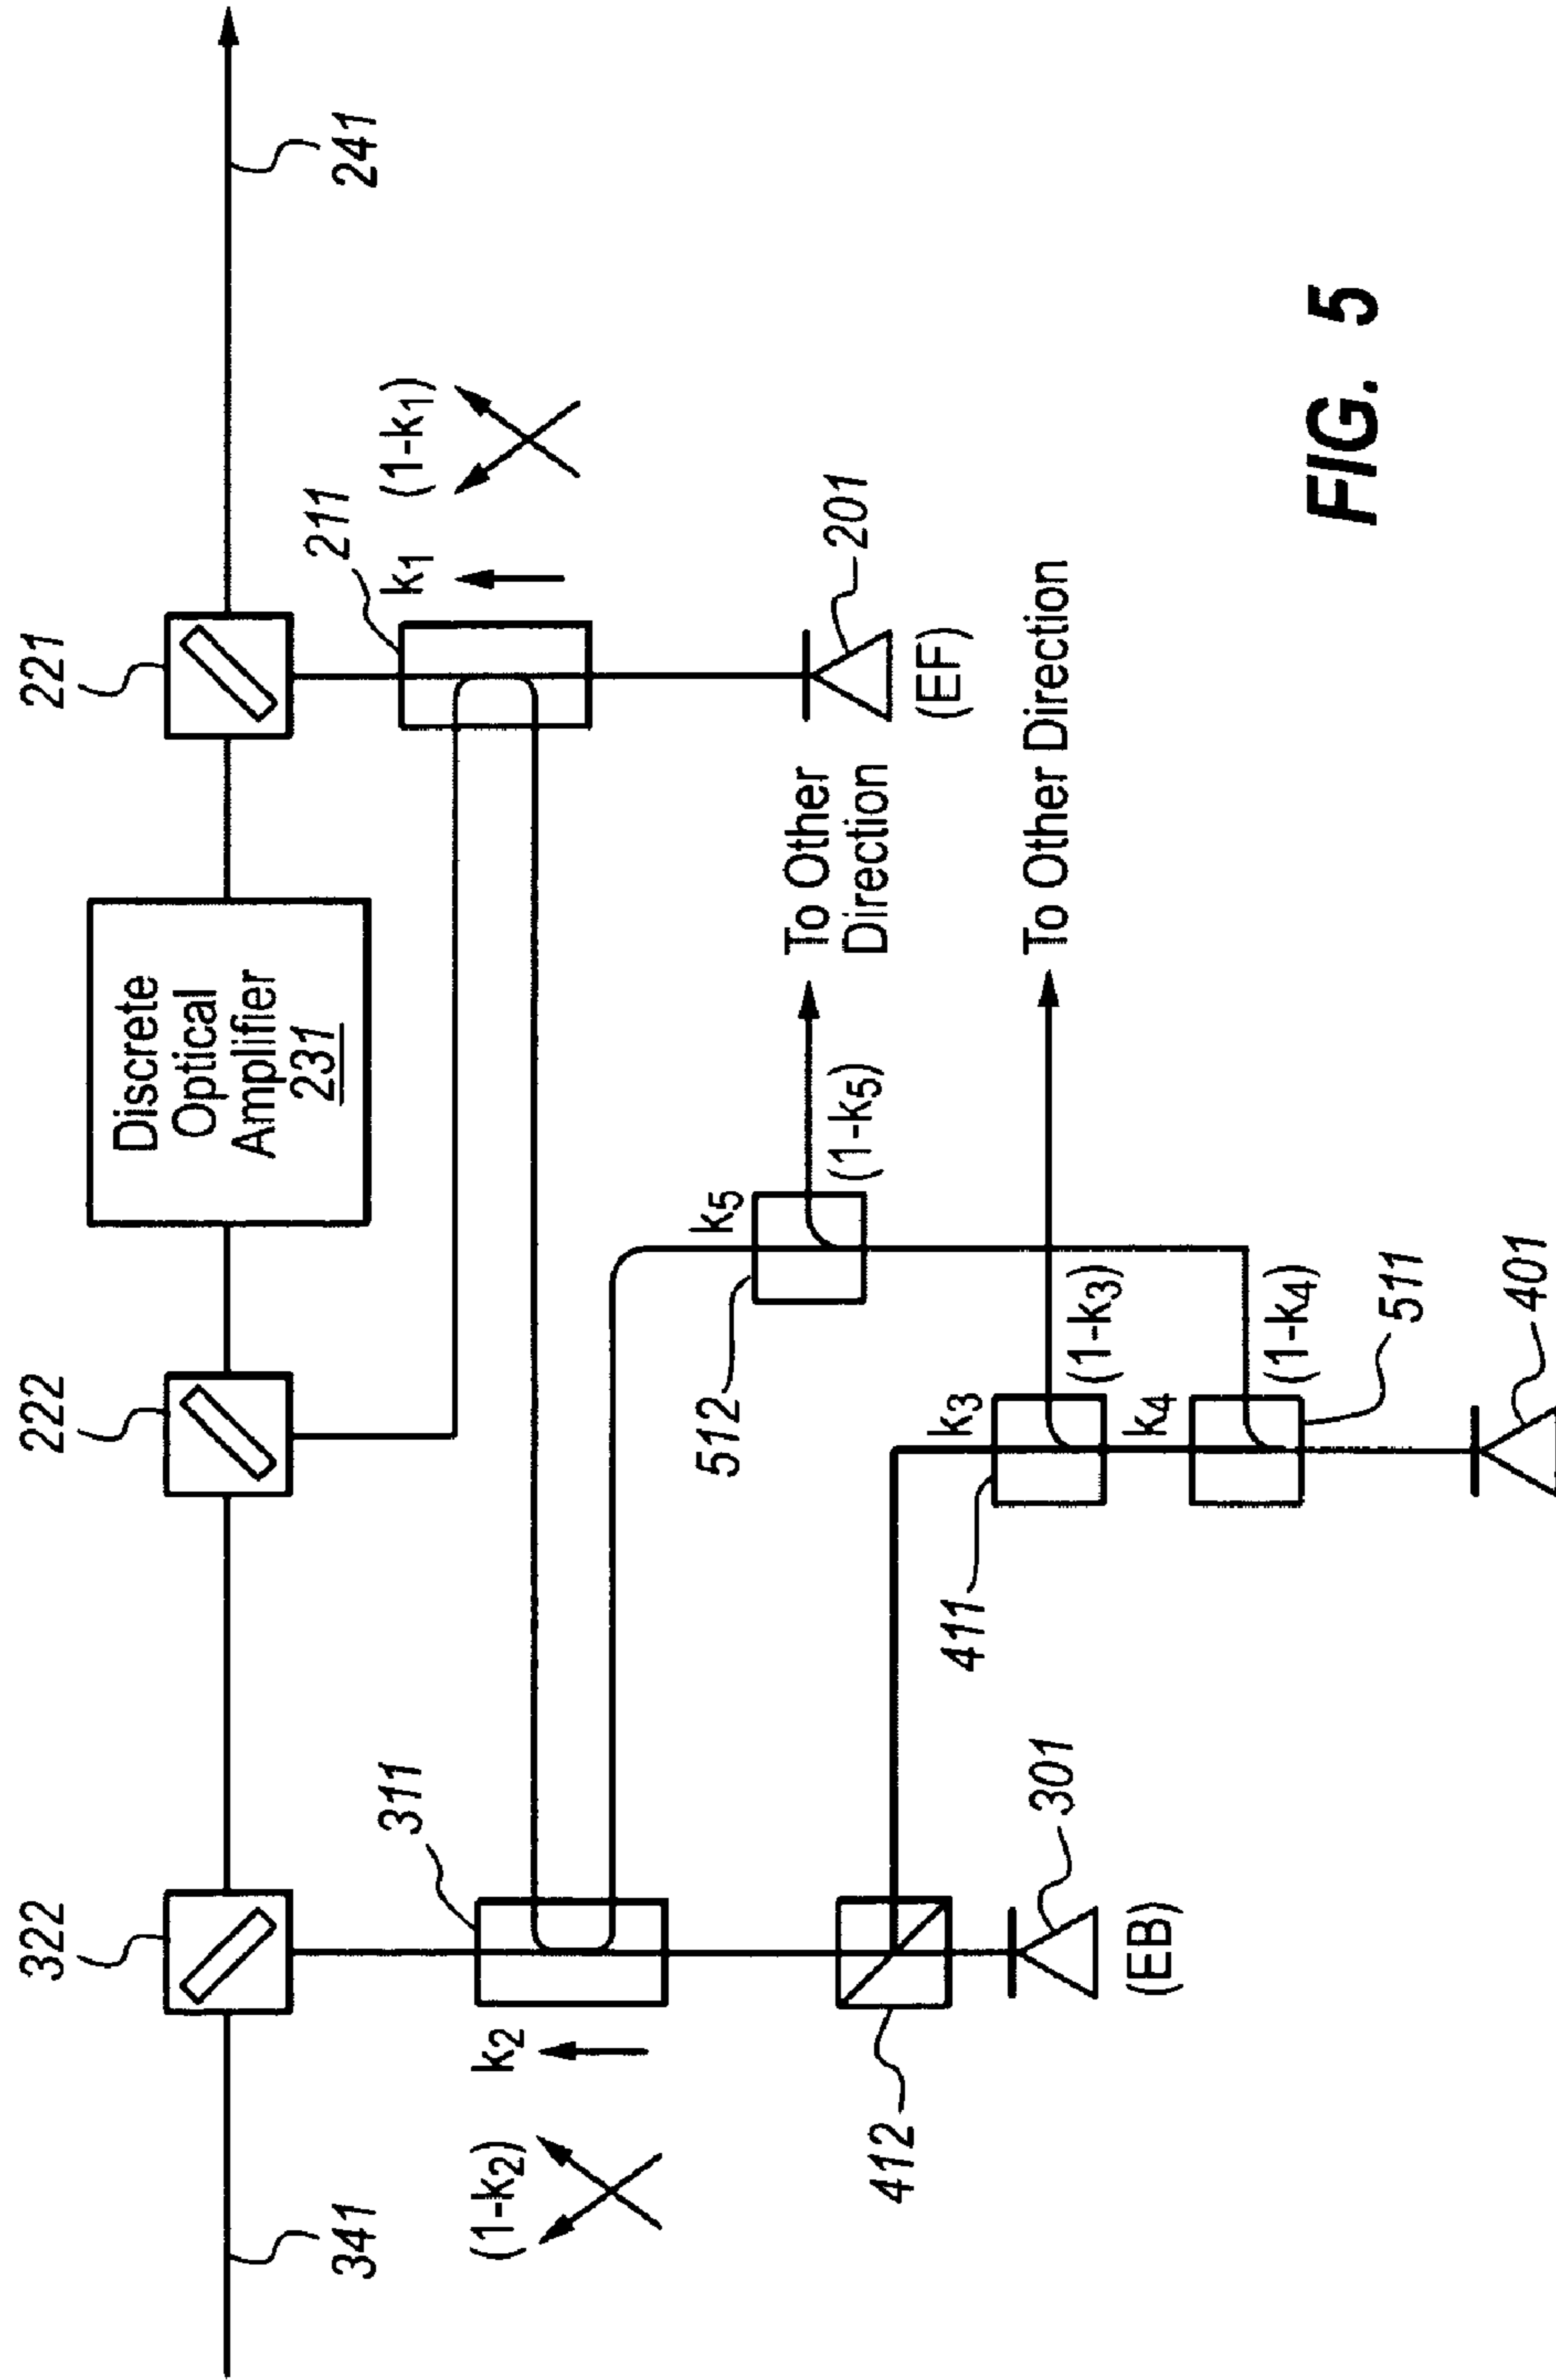 322
222
221
Discrete
Optical
Amplifier
231
341
241
(1-k₂)
k₂
311
211
k₁
(1-k₁)
512
k₅
(1-k₅)
To Other
Direction
201
(EF)
412
301
(EB)
411
k₃
(1-k₃)
To Other Direction
k₄
(1-k₄)
511
401
FIG. 5